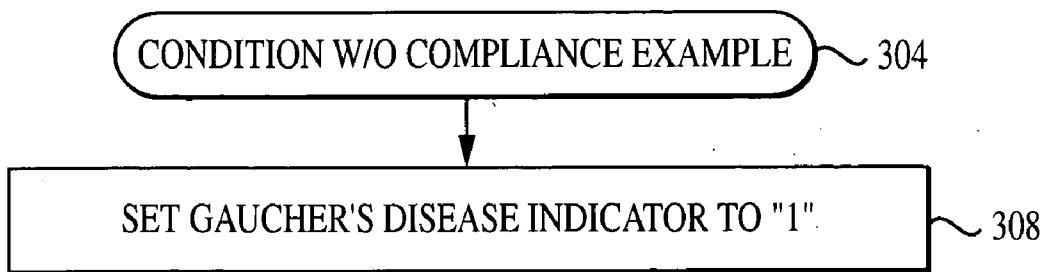 CONDITION W/O COMPLIANCE EXAMPLE 304
SET GAUCHER'S DISEASE INDICATOR TO "1". 308